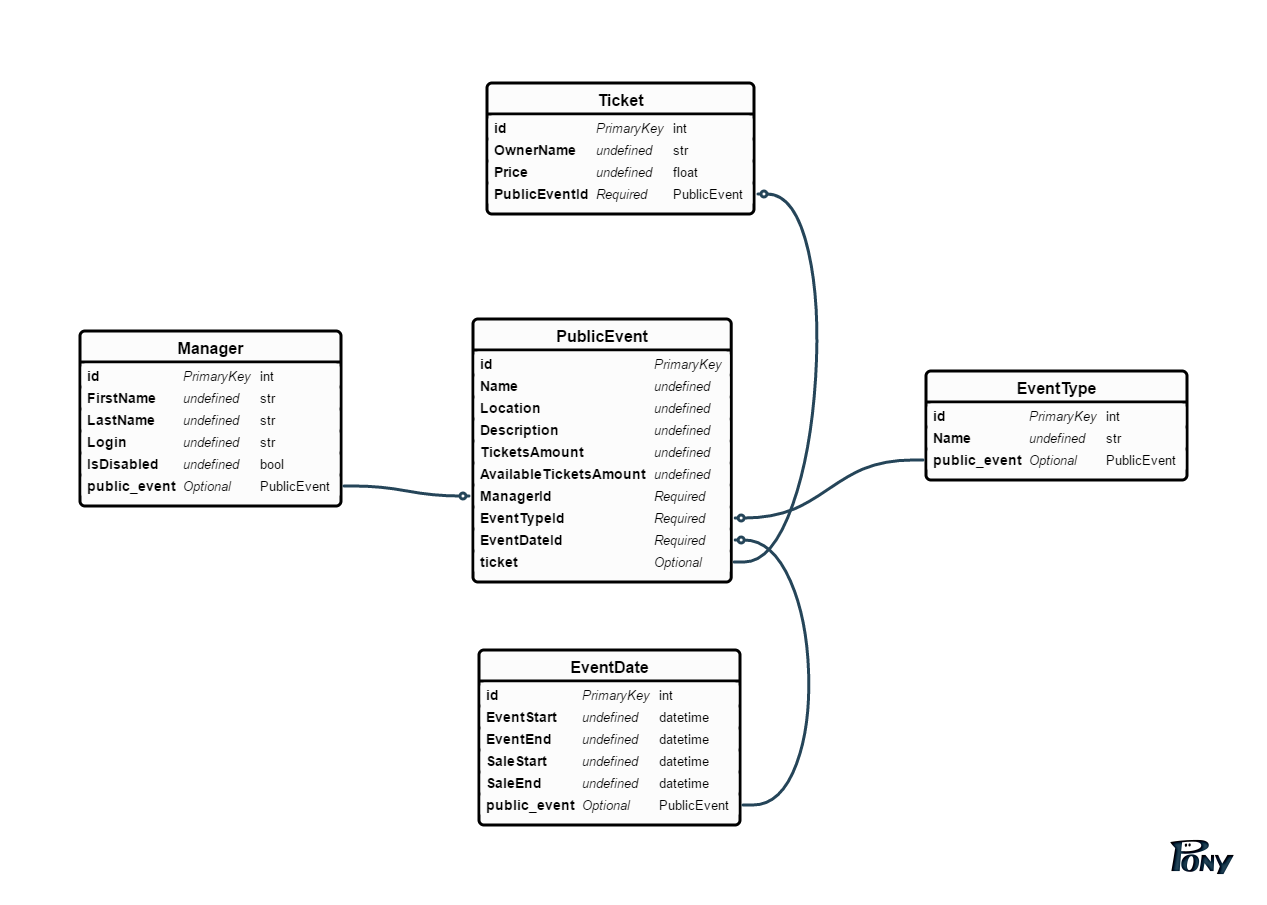 Ticket
id PrimaryKey int
OwnerName undefined str
Price undefined float
PublicEventId Required PublicEvent
Manager
id PrimaryKey int
FirstName undefined str
LastName undefined str
Login undefined str
IsDisabled undefined bool
public_event Optional PublicEvent
PublicEvent
id PrimaryKey
Name undefined
Location undefined
Description undefined
TicketsAmount undefined
AvailableTicketsAmount undefined
ManagerId Required
EventTypeId Required
EventDateId Required
ticket Optional
EventType
id PrimaryKey int
Name undefined str
public_event Optional PublicEvent
EventDate
id PrimaryKey int
EventStart undefined datetime
EventEnd undefined datetime
SaleStart undefined datetime
SaleEnd undefined datetime
public_event Optional PublicEvent
PONY